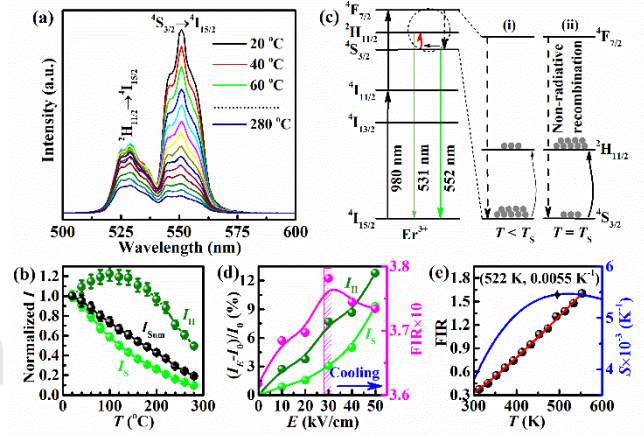 (a)
⁴S₃/₂→⁴I₁₅/₂
²H₁₁/₂→⁴I₁₅/₂
20 °C
40 °C
60 °C
280 °C
Intensity (a.u.)
500 525 550 575 600
Wavelength (nm)
(c)
⁴F₇/₂
²H₁₁/₂
⁴S₃/₂
⁴I₁₁/₂
⁴I₁₃/₂
⁴I₁₅/₂
980 nm
531 nm
552 nm
Er³⁺
(i)
(ii)
⁴F₇/₂
Non-radiative
recombination
²H₁₁/₂
⁴S₃/₂
T < Tₛ
T = Tₛ
(b)
Normalized I
1.2
1.0
0.8
0.6
0.4
0.2
0.0
I_H
I_Sum
I_S
0 100 200 300
T (°C)
(d)
(I_E-I₀)/I₀ (%)
12
10
8
6
4
2
0
I_H
I_S
Cooling
0 10 20 30 40 50
E (kV/cm)
3.8
3.7
3.6
FIR×10
(e)
(522 K, 0.0055 K⁻¹)
FIR
1.8
1.5
1.2
0.9
0.6
0.3
300 400 500 600
T (K)
6
5
4
S×10³ (K⁻¹)